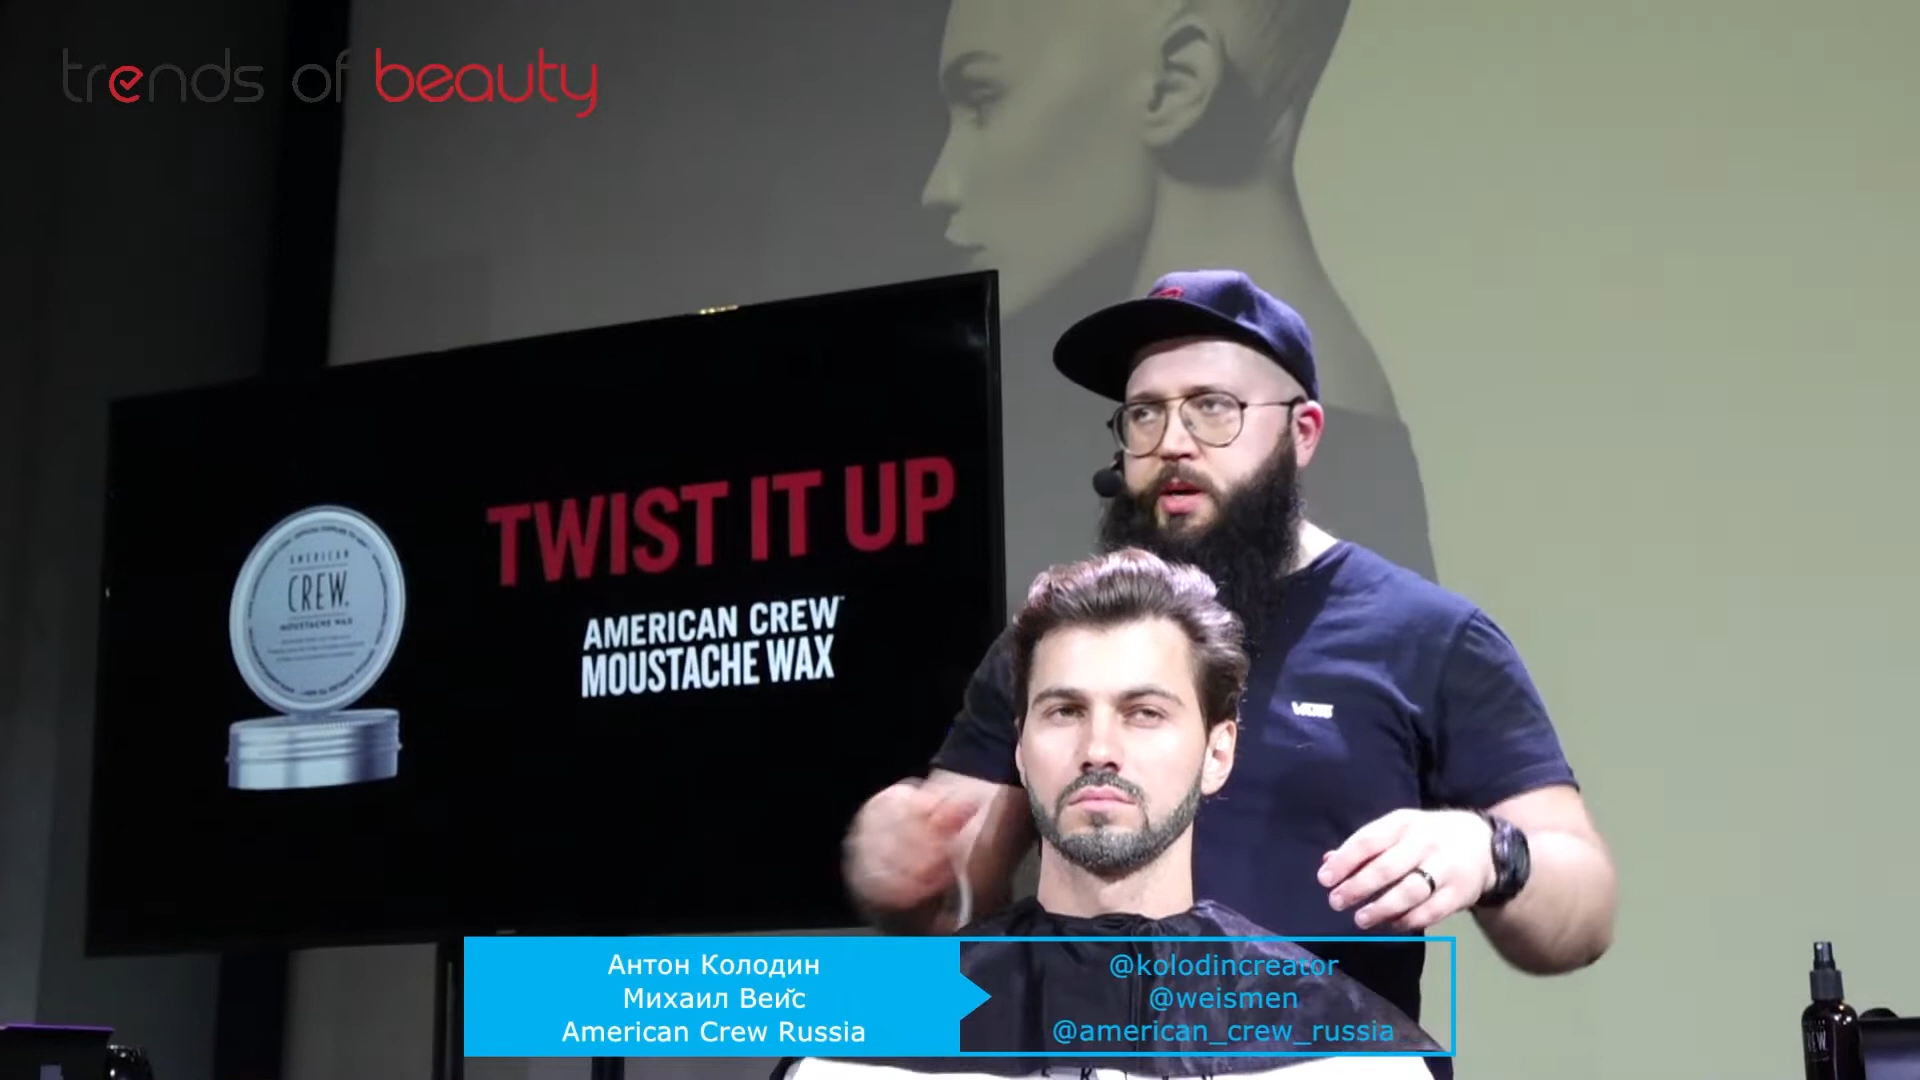 trends of beauty
TWIST IT UP
AMERICAN CREW™
MOUSTACHE WAX
AMERICAN
CREW.
MOUSTACHE WAX
VANS
Антон Колодин
Михаил Вейс
American Crew Russia
@kolodincreator
@weismen
@american_crew_russia
CREW